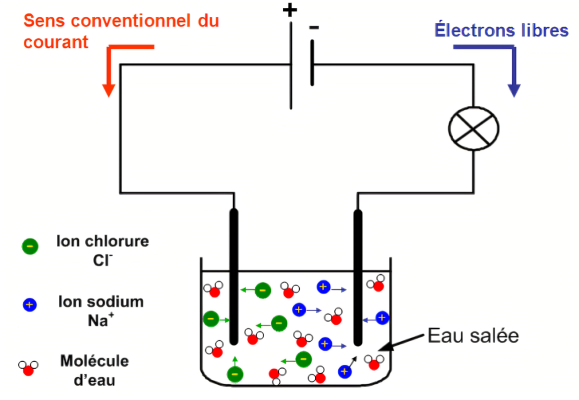 Sens conventionnel du
courant
+
-
Électrons libres
Ion chlorure
Cl-
Ion sodium
Na+
Molécule
d'eau
Eau salée